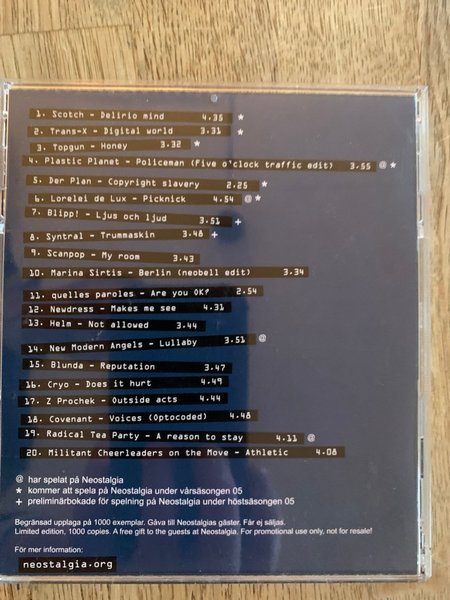 @
1. Scotch - Delirio mind 4.35 *
2. Trans-X - Digital world 3.31 *
3. Topgun - Honey 3.32 *
4. Plastic Planet - Policeman (Five o'clock traffic edit) 3.55 @ *
5. Der Plan - Copyright slavery 2.25 *
6. Lorelei de Lux - Picknick 4.54 @ *
7. Blipp! - Ljus och ljud 3.51 +
8. Syntral - Trummaskin 3.48 +
9. Scanpop - My room 3.43
10. Marina Sirtis - Berlin (neobell edit) 3.34
11. quelles paroles - Are you OK? 2.54
12. Newdress - Makes me see 4.31
13. Helm - Not allowed 3.44
14. New Modern Angels - Lullaby 3.51 @
15. Blunda - Reputation 3.47
16. Cryo - Does it hurt 4.49
17. Z Prochek - Outside acts 4.44
18. Covenant - Voices (Optocoded) 4.48
19. Radical Tea Party - A reason to stay 4.11 @
20. Militant Cheerleaders on the Move - Athletic 4.08
@ har spelat på Neostalgia
* kommer att spela på Neostalgia under vårsäsongen 05
+ preliminärbokade för spelning på Neostalgia under höstsäsongen 05
Begränsad upplaga på 1000 exemplar. Gåva till Neostalgias gäster. Får ej säljas.
Limited edition, 1000 copies. A free gift to the guests at Neostalgia. For promotional use only, not for resale!
För mer information:
neostalgia.org